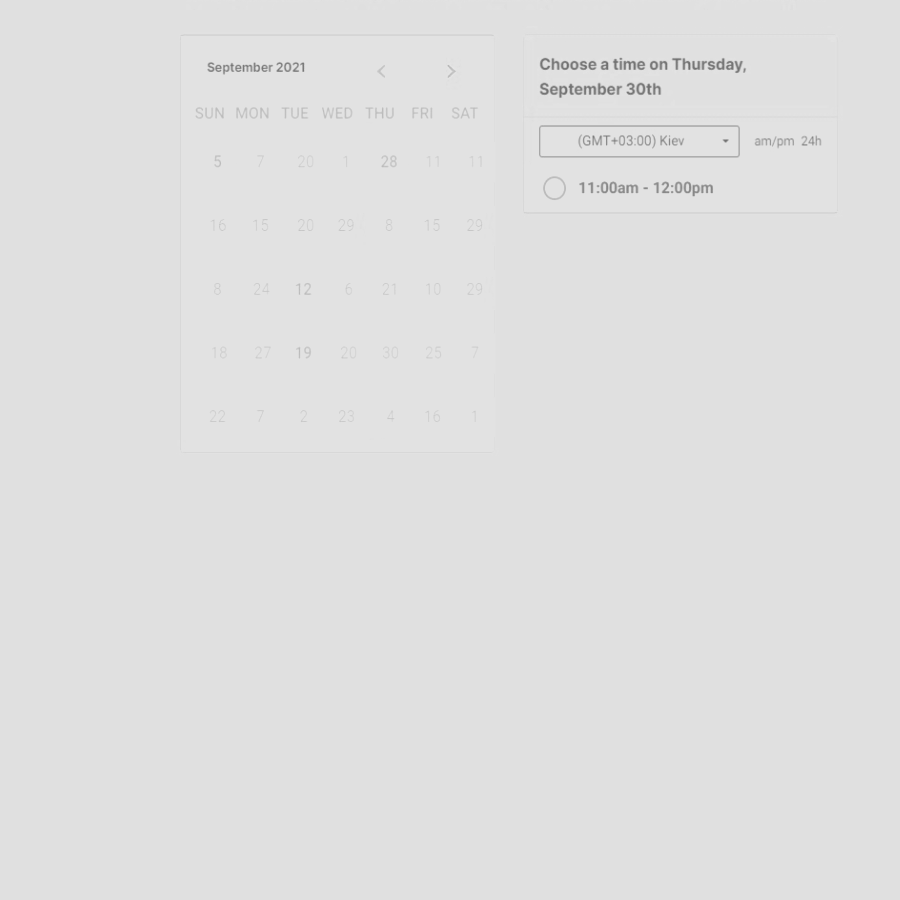 September 2021
SUN MON TUE WED THU FRI SAT
5 7 20 1 28 11 11
16 15 20 29 8 15 29
8 24 12 6 21 10 29
18 27 19 20 30 25 7
22 7 2 23 4 16 1
Choose a time on Thursday,
September 30th
(GMT+03:00) Kiev
am/pm 24h
11:00am - 12:00pm